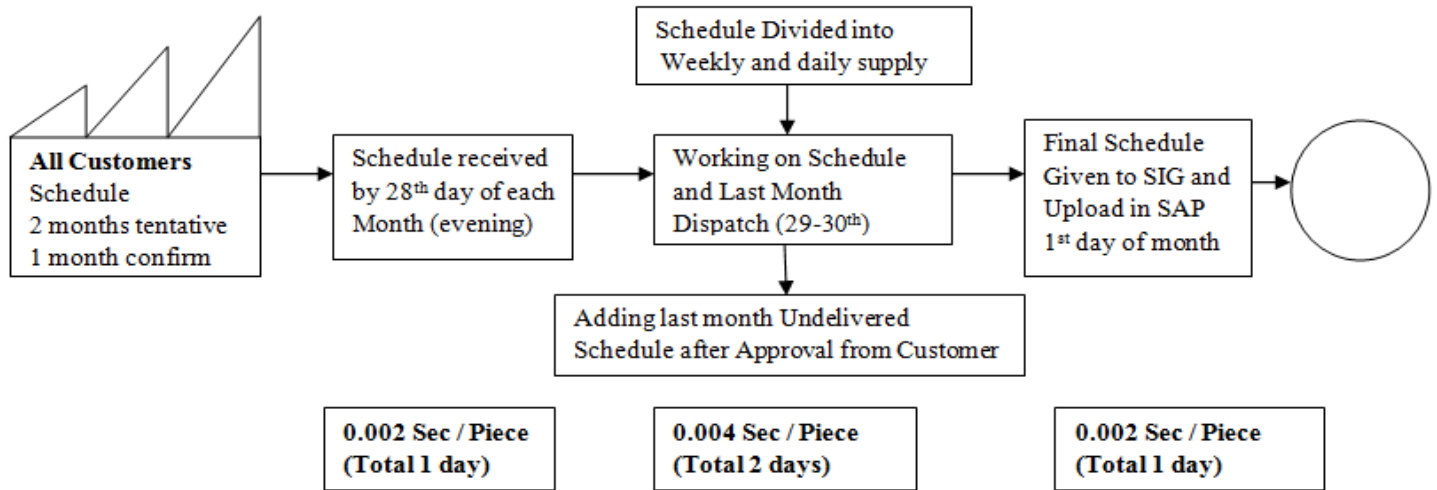 Schedule Divided into
Weekly and daily supply
All Customers
Schedule
2 months tentative
1 month confirm
Schedule received
by 28th day of each
Month (evening)
Working on Schedule
and Last Month
Dispatch (29-30th)
Final Schedule
Given to SIG and
Upload in SAP
1st day of month
Adding last month Undelivered
Schedule after Approval from Customer
0.002 Sec / Piece
(Total 1 day)
0.004 Sec / Piece
(Total 2 days)
0.002 Sec / Piece
(Total 1 day)